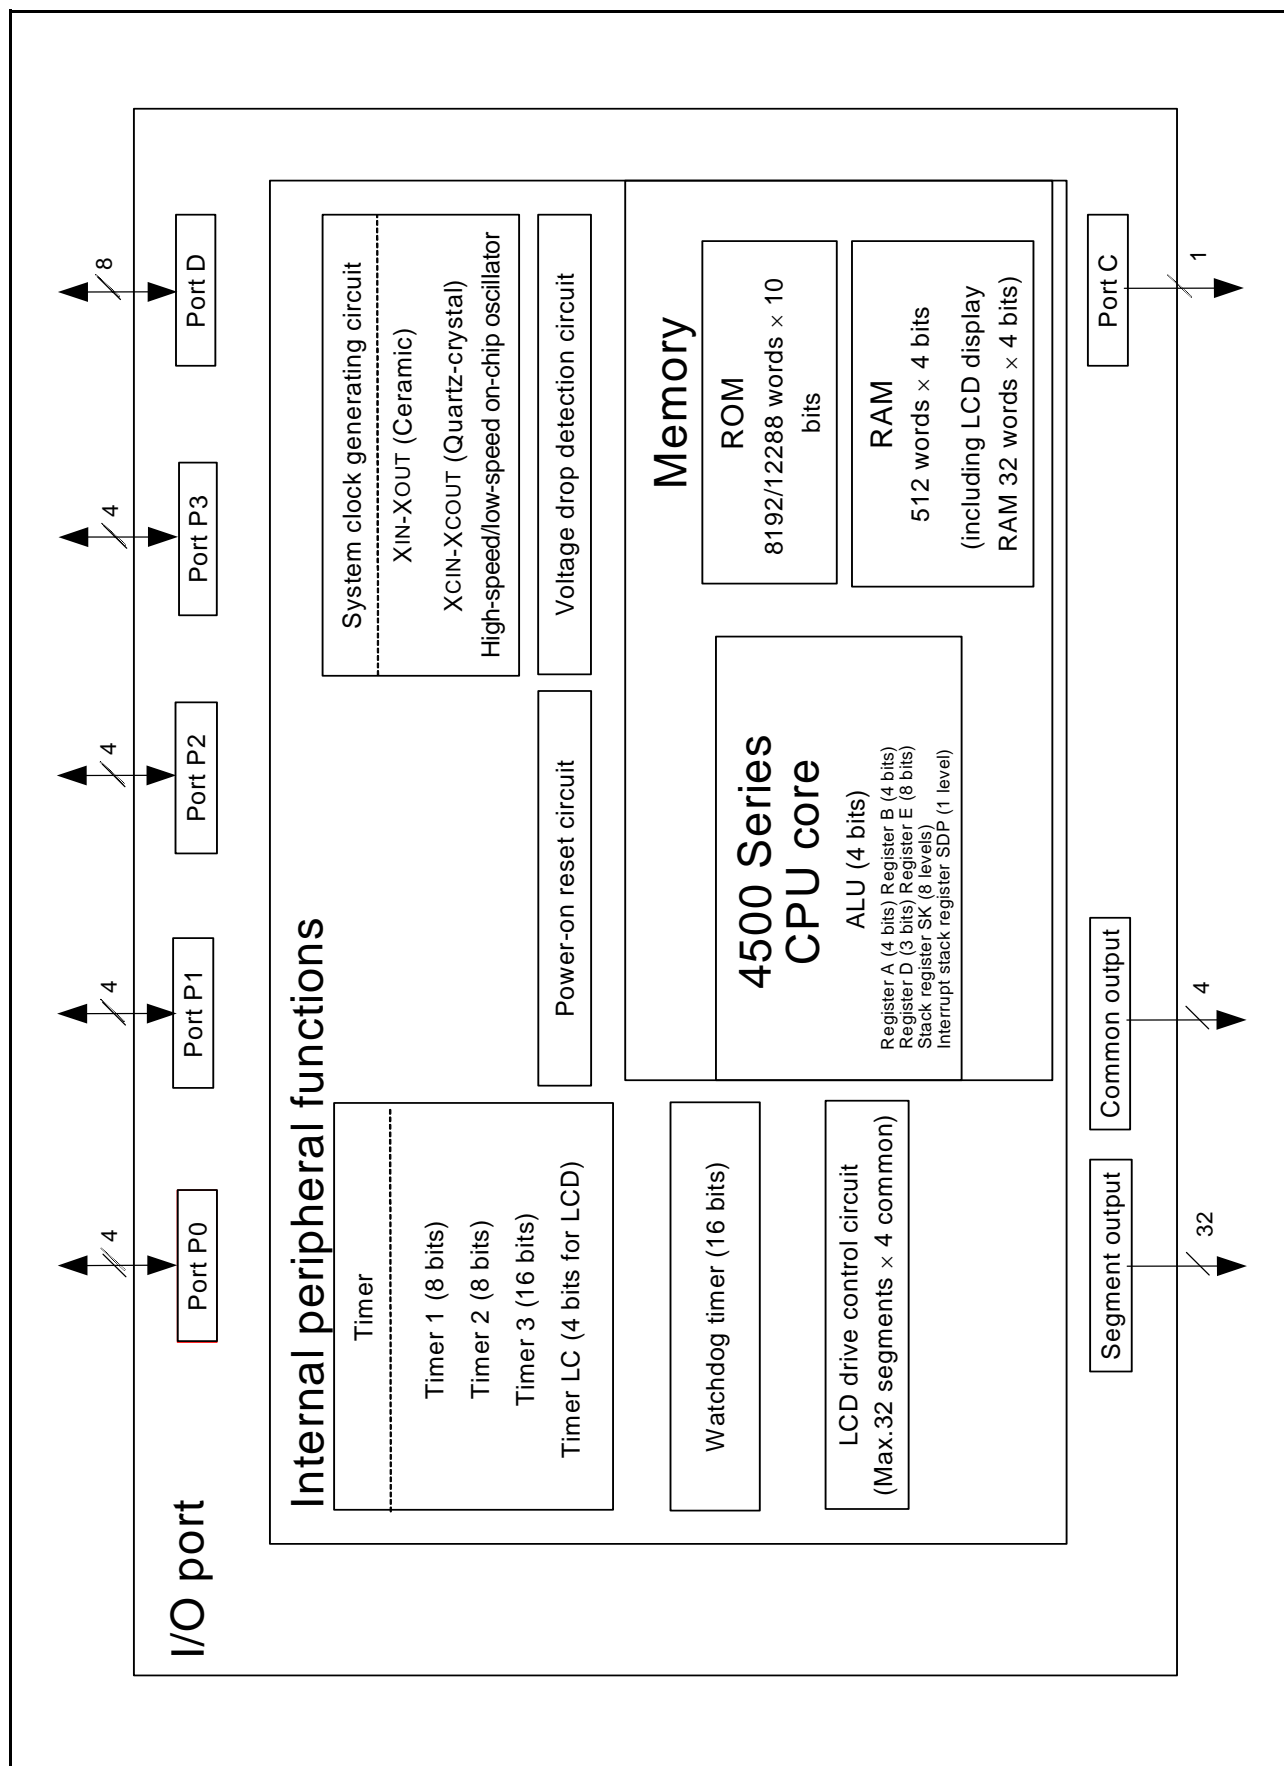 I/O port
4
4
4
4
8
Port P0
Port P1
Port P2
Port P3
Port D
Internal peripheral functions
Timer
Timer 1 (8 bits)
Timer 2 (8 bits)
Timer 3 (16 bits)
Timer LC (4 bits for LCD)
System clock generating circuit
XIN-XOUT (Ceramic)
XCIN-XCOUT (Quartz-crystal)
High-speed/low-speed on-chip oscillator
Power-on reset circuit
Voltage drop detection circuit
Watchdog timer (16 bits)
LCD drive control circuit
(Max.32 segments × 4 common)
4500 Series
CPU core
ALU (4 bits)
Register A (4 bits) Register B (4 bits)
Register D (3 bits) Register E (8 bits)
Stack register SK (8 levels)
Interrupt stack register SDP (1 level)
Memory
ROM
8192/12288 words × 10
bits
RAM
512 words × 4 bits
(including LCD display
RAM 32 words × 4 bits)
Segment output
Common output
Port C
32
4
1